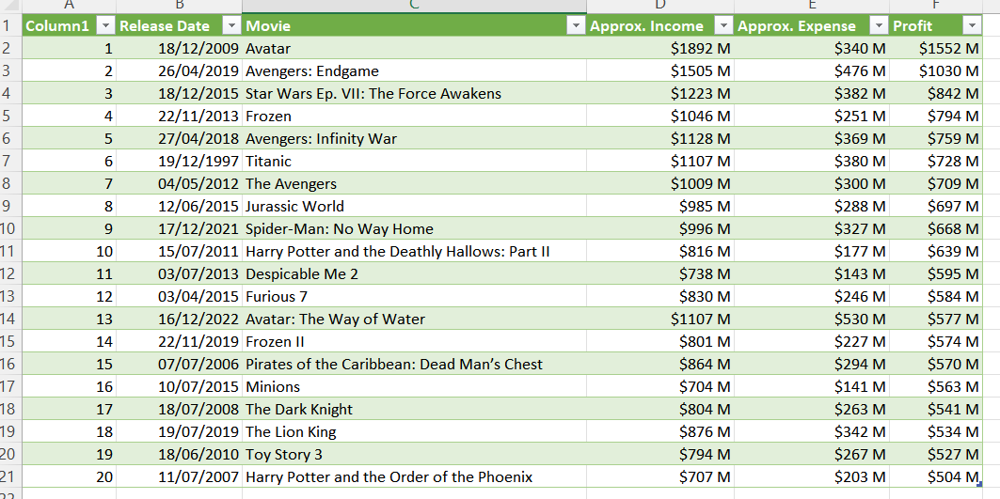 A B C D E F
1 Column1 Release Date Movie Approx. Income Approx. Expense Profit
2 1 18/12/2009 Avatar $1892 M $340 M $1552 M
3 2 26/04/2019 Avengers: Endgame $1505 M $476 M $1030 M
4 3 18/12/2015 Star Wars Ep. VII: The Force Awakens $1223 M $382 M $842 M
5 4 22/11/2013 Frozen $1046 M $251 M $794 M
6 5 27/04/2018 Avengers: Infinity War $1128 M $369 M $759 M
7 6 19/12/1997 Titanic $1107 M $380 M $728 M
8 7 04/05/2012 The Avengers $1009 M $300 M $709 M
9 8 12/06/2015 Jurassic World $985 M $288 M $697 M
10 9 17/12/2021 Spider-Man: No Way Home $996 M $327 M $668 M
11 10 15/07/2011 Harry Potter and the Deathly Hallows: Part II $816 M $177 M $639 M
12 11 03/07/2013 Despicable Me 2 $738 M $143 M $595 M
13 12 03/04/2015 Furious 7 $830 M $246 M $584 M
14 13 16/12/2022 Avatar: The Way of Water $1107 M $530 M $577 M
15 14 22/11/2019 Frozen II $801 M $227 M $574 M
16 15 07/07/2006 Pirates of the Caribbean: Dead Man’s Chest $864 M $294 M $570 M
17 16 10/07/2015 Minions $704 M $141 M $563 M
18 17 18/07/2008 The Dark Knight $804 M $263 M $541 M
19 18 19/07/2019 The Lion King $876 M $342 M $534 M
20 19 18/06/2010 Toy Story 3 $794 M $267 M $527 M
21 20 11/07/2007 Harry Potter and the Order of the Phoenix $707 M $203 M $504 M